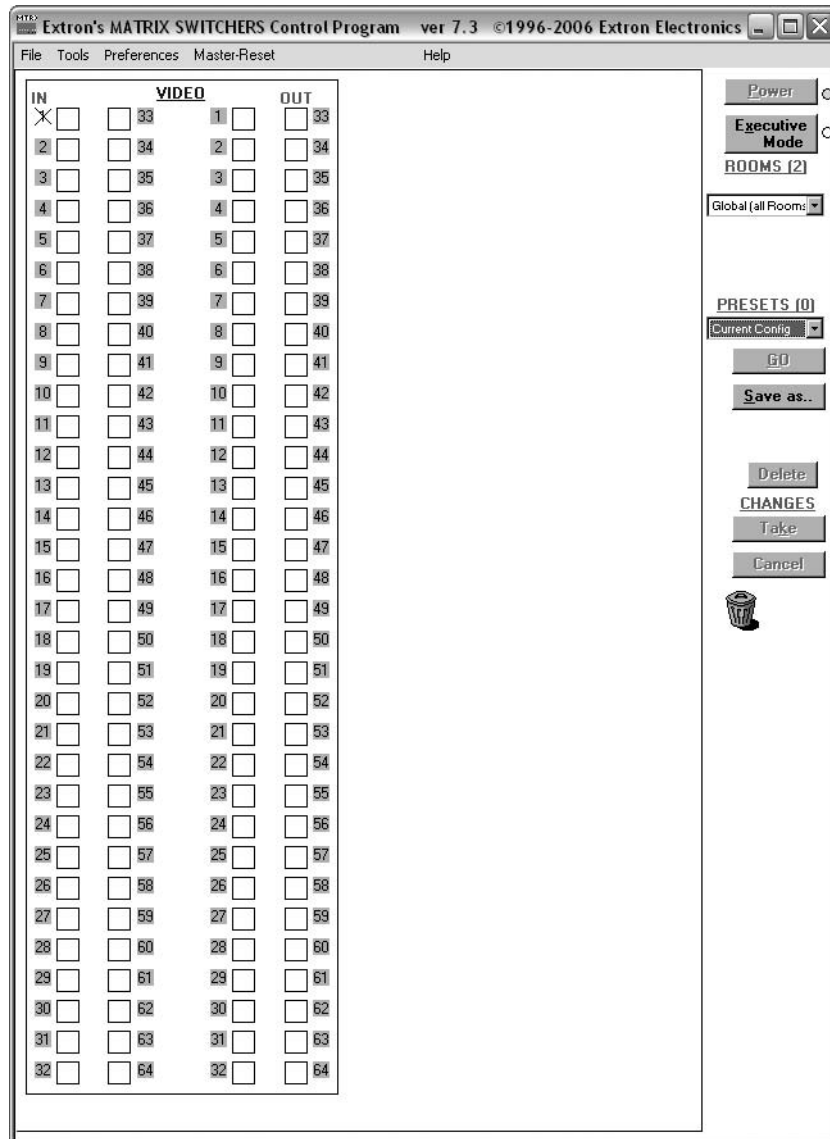 MTRX Extron's MATRIX SWITCHERS Control Program ver 7.3 ©1996-2006 Extron Electronics
File Tools Preferences Master-Reset Help
IN VIDEO OUT
1 33 1 33
2 34 2 34
3 35 3 35
4 36 4 36
5 37 5 37
6 38 6 38
7 39 7 39
8 40 8 40
9 41 9 41
10 42 10 42
11 43 11 43
12 44 12 44
13 45 13 45
14 46 14 46
15 47 15 47
16 48 16 48
17 49 17 49
18 50 18 50
19 51 19 51
20 52 20 52
21 53 21 53
22 54 22 54
23 55 23 55
24 56 24 56
25 57 25 57
26 58 26 58
27 59 27 59
28 60 28 60
29 61 29 61
30 62 30 62
31 63 31 63
32 64 32 64
Power
Executive
Mode
ROOMS (2)
Global (all Rooms
PRESETS (0)
Current Config
GO
Save as..
Delete
CHANGES
Take
Cancel